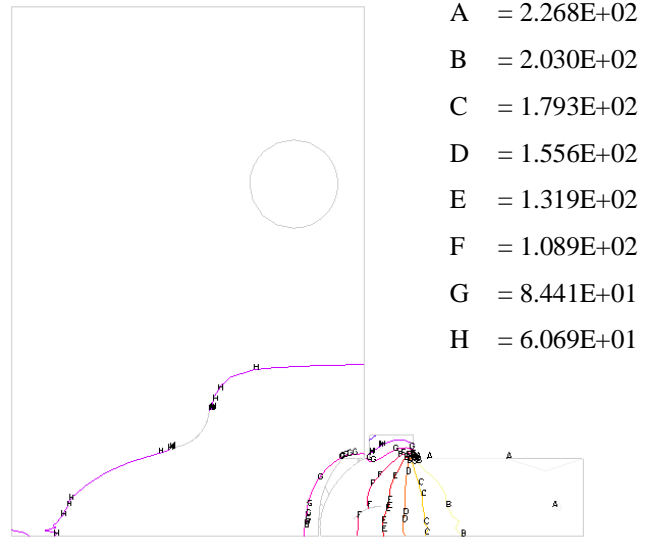 A = 2.268E+02
B = 2.030E+02
C = 1.793E+02
D = 1.556E+02
E = 1.319E+02
F = 1.089E+02
G = 8.441E+01
H = 6.069E+01
H
H
H
H
H
H
H
H
H
G
G
G
G
A
A
A
B
B
C
C
C
C
D
D
D
E
E
E
F
F
F
F